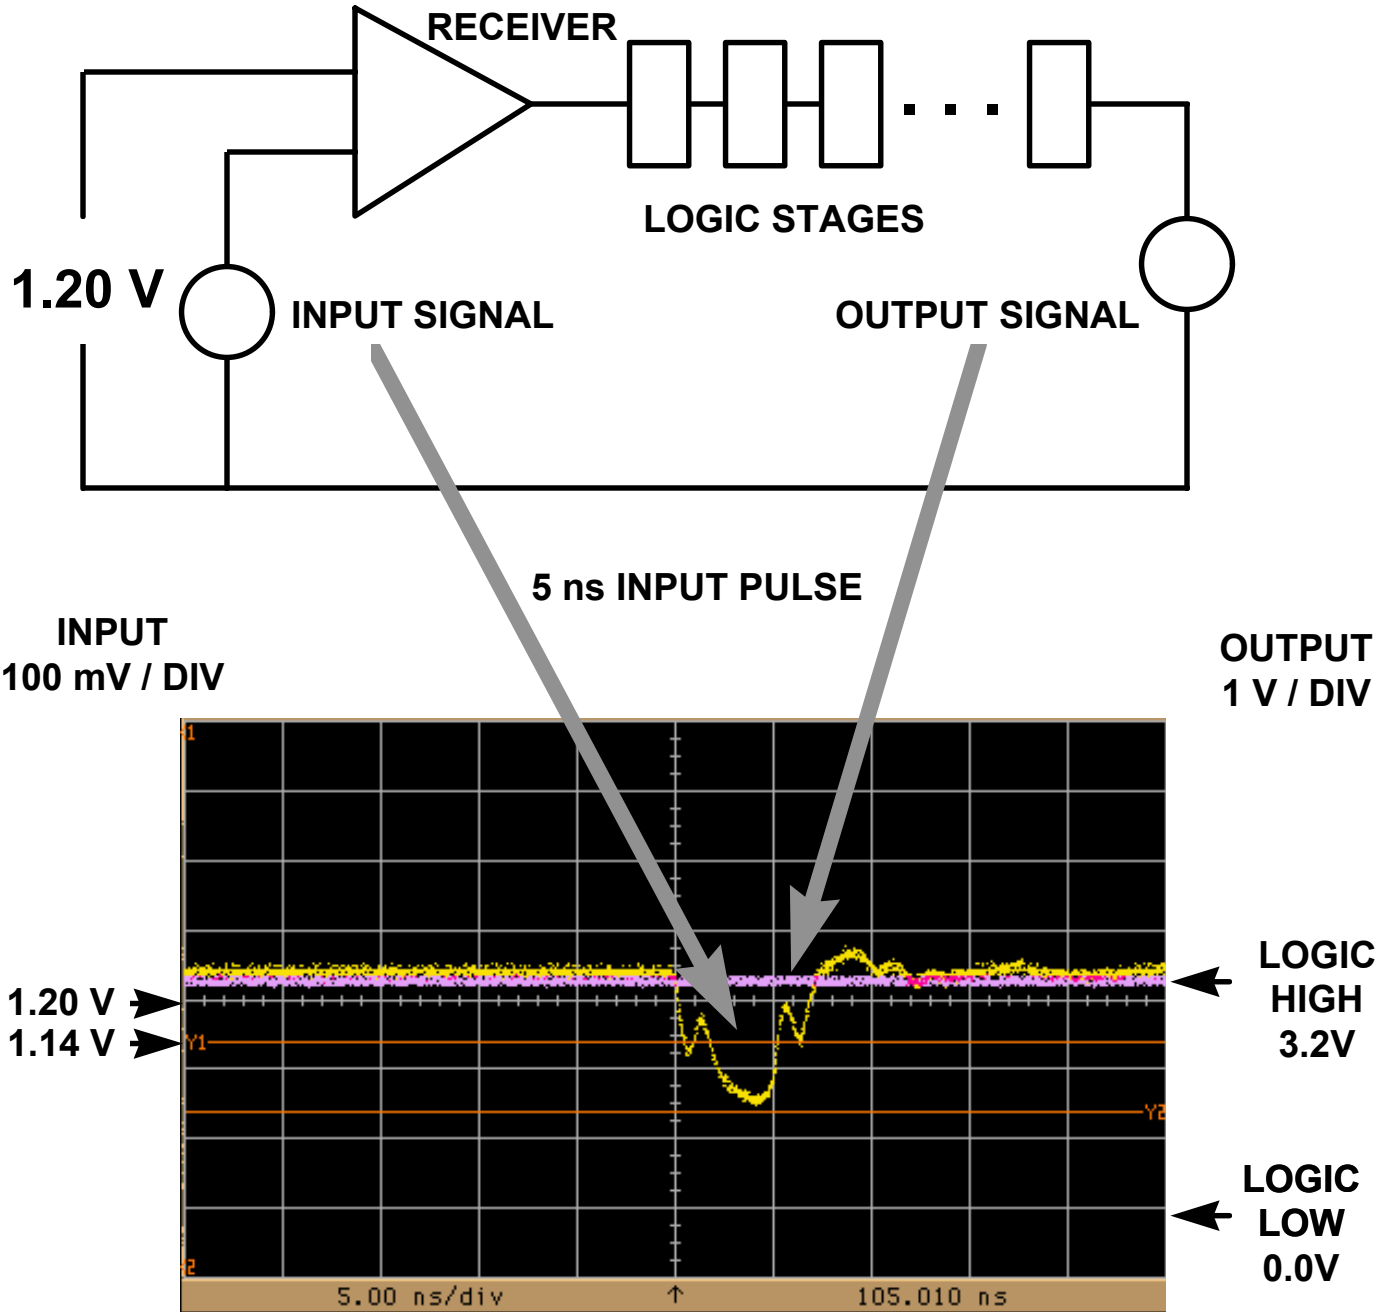 RECEIVER
LOGIC STAGES
1.20 V
INPUT SIGNAL
OUTPUT SIGNAL
5 ns INPUT PULSE
INPUT
100 mV / DIV
OUTPUT
1 V / DIV
1
LOGIC
HIGH
3.2V
1.20 V
1.14 V
Y1
Y2
LOGIC
LOW
0.0V
2
5.00 ns/div
105.010 ns